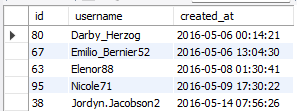 id username created_at
80 Darby_Herzog 2016-05-06 00:14:21
67 Emilio_Bernier52 2016-05-06 13:04:30
63 Elenor88 2016-05-08 01:30:41
95 Nicole71 2016-05-09 17:30:22
38 Jordyn.Jacobson2 2016-05-14 07:56:26